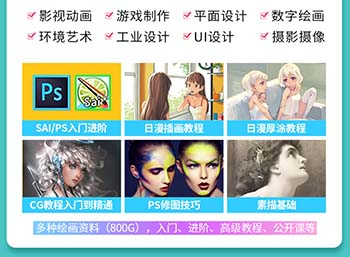 影视动画 游戏制作 平面设计 数字绘画
环境艺术 工业设计 UI设计 摄影摄像
Ps SAI
SAI/PS入门进阶 日漫插画教程 日漫厚涂教程
CG教程入门到精通 PS修图技巧 素描基础
多种绘画资料（800G），入门、进阶、高级教程、公开课等